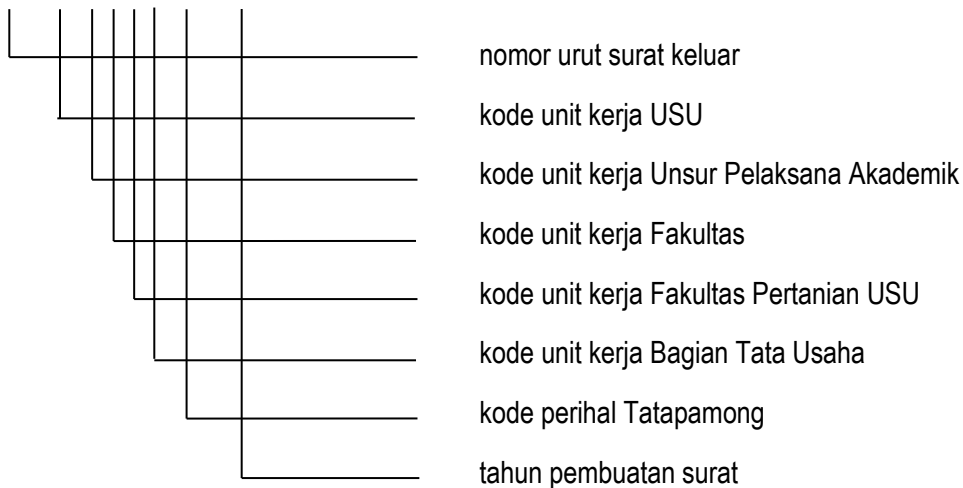 nomor urut surat keluar
kode unit kerja USU
kode unit kerja Unsur Pelaksana Akademik
kode unit kerja Fakultas
kode unit kerja Fakultas Pertanian USU
kode unit kerja Bagian Tata Usaha
kode perihal Tatapamong
tahun pembuatan surat